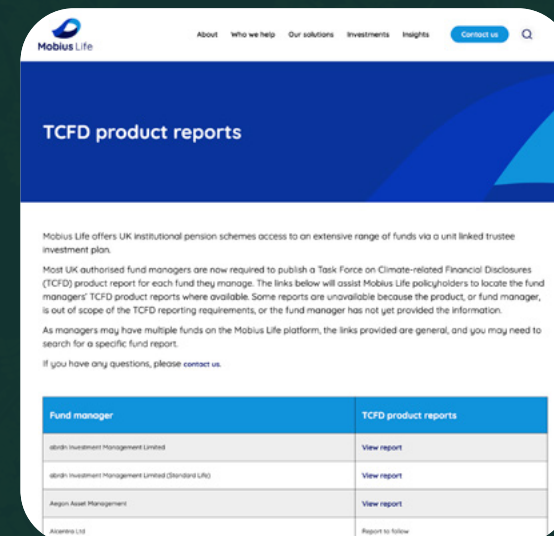 Mobius Life
About Who we help Our solutions Investments Insights Contact us
TCFD product reports
Mobius Life offers UK institutional pension schemes access to an extensive range of funds via a unit linked trustee
investment plan.
Most UK authorised fund managers are now required to publish a Task Force on Climate-related Financial Disclosures
(TCFD) product report for each fund they manage. The links below will assist Mobius Life policyholders to locate the fund
managers' TCFD product reports where available. Some reports are unavailable because the product, or fund manager,
is out of scope of the TCFD reporting requirements, or the fund manager has not yet provided the information.
As managers may have multiple funds on the Mobius Life platform, the links provided are general, and you may need to
search for a specific fund report.
If you have any questions, please contact us.
Fund manager TCFD product reports
abrdn Investment Management Limited View report
abrdn Investment Management Limited (Standard Life) View report
Aegon Asset Management View report
Alcentra Ltd Report to follow